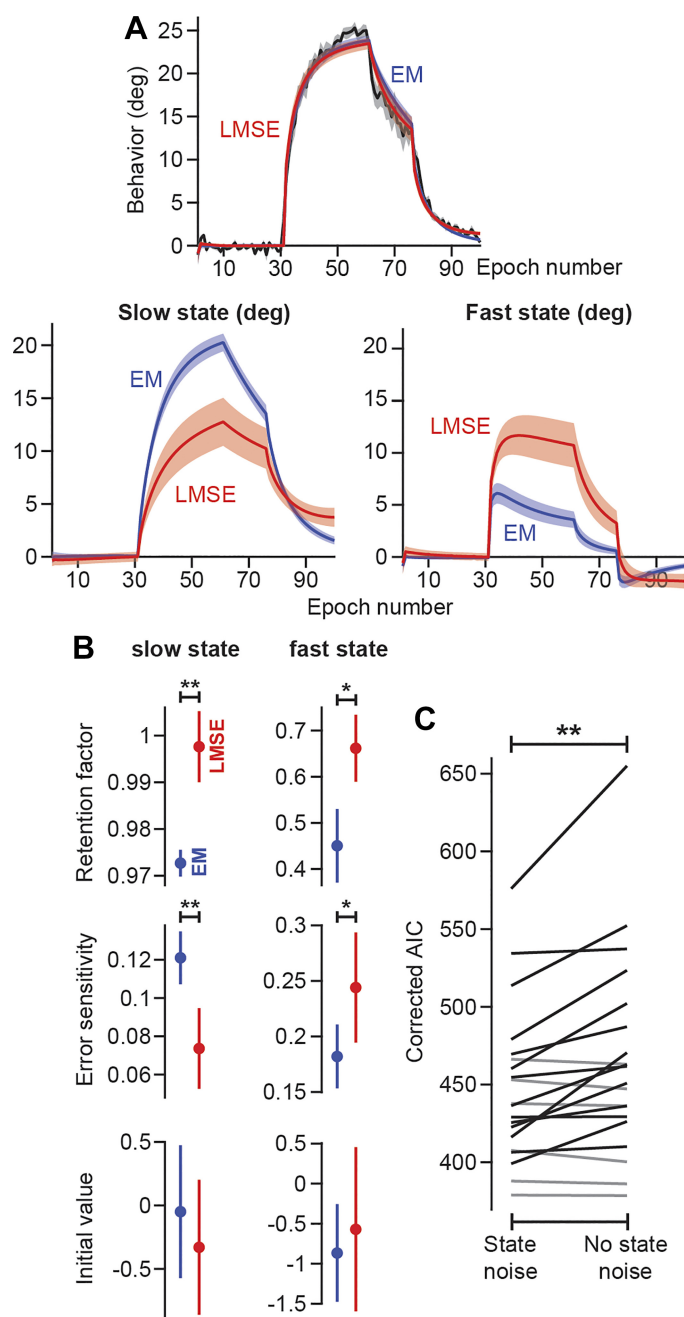 A
25
20
15
10
5
0
Behavior (deg)
EM
LMSE
10 30 50 70 90 Epoch number
Slow state (deg)
20
15
10
5
0
EM
LMSE
10 30 50 70 90
Fast state (deg)
20
15
10
5
0
LMSE
EM
10 30 50 70 90
Epoch number
B
slow state fast state
Retention factor
**
1
0.99
0.98
0.97
LMSE
EM
*
0.7
0.6
0.5
0.4
Error sensitivity
**
0.12
0.1
0.08
0.06
*
0.3
0.25
0.2
0.15
Initial value
0.5
0
-0.5
0.5
0
-0.5
-1
-1.5
C
**
Corrected AIC
650
600
550
500
450
400
State
noise
No state
noise